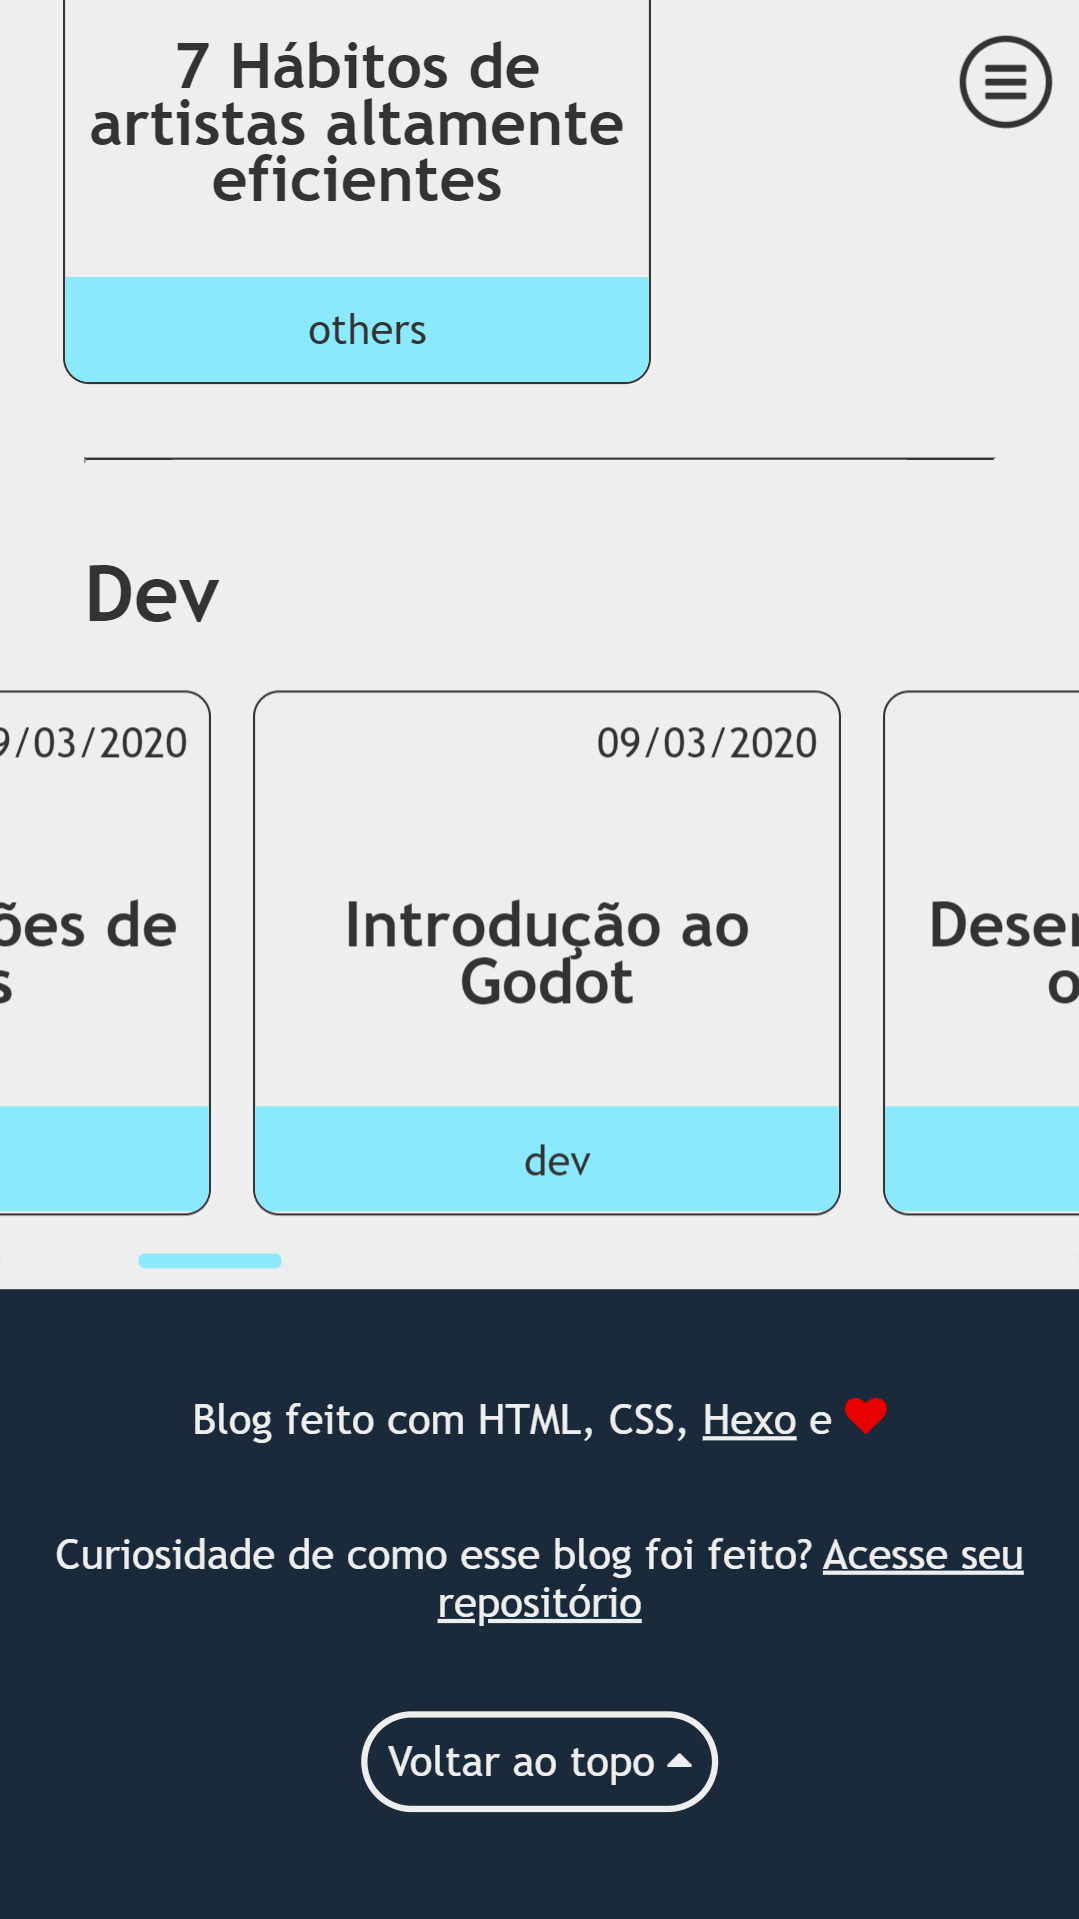 7 Hábitos de
artistas altamente
eficientes
others
Dev
9/03/2020
09/03/2020
ões de
s
Introdução ao
Godot
Deser
o
dev
Blog feito com HTML, CSS, Hexo e
Curiosidade de como esse blog foi feito? Acesse seu
repositório
Voltar ao topo